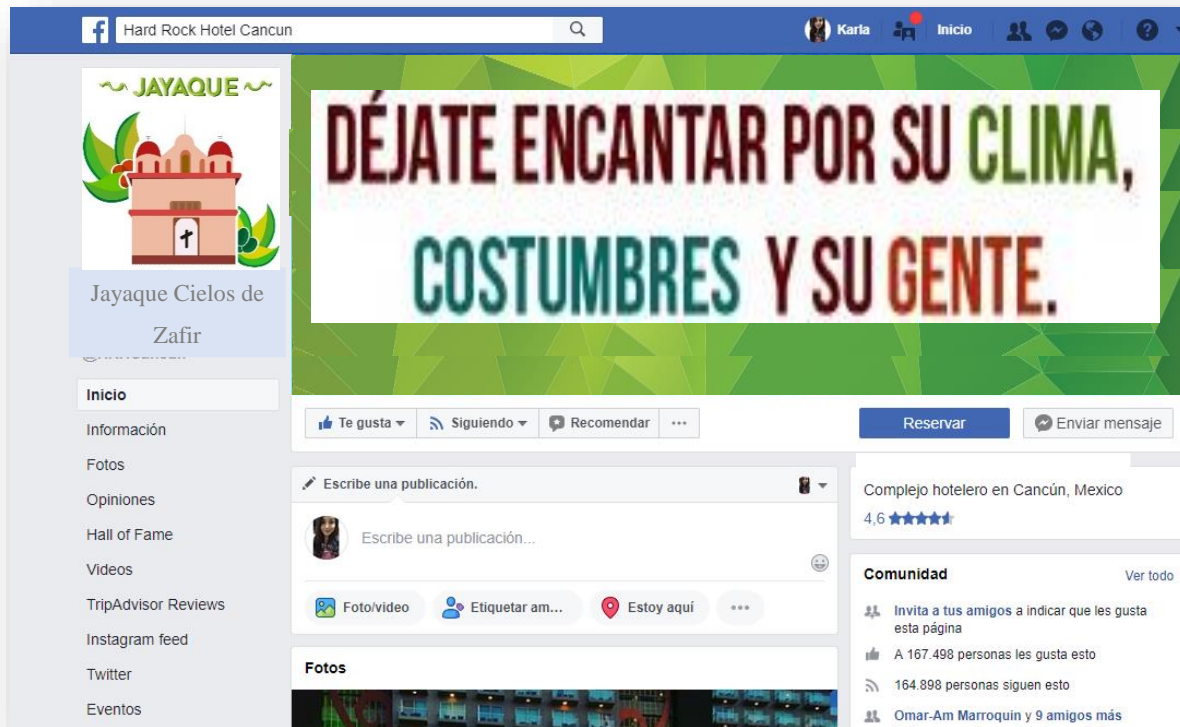 Hard Rock Hotel Cancun
Karla
Inicio
JAYAQUE
DÉJATE ENCANTAR POR SU CLIMA,
COSTUMBRES Y SU GENTE.
Jayaque Cielos de
Zafir
Inicio
Información
Fotos
Opiniones
Hall of Fame
Videos
TripAdvisor Reviews
Instagram feed
Twitter
Eventos
Te gusta
Siguiendo
Recomendar
Reservar
Enviar mensaje
Escribe una publicación.
Escribe una publicación...
Foto/video
Etiquetar am...
Estoy aquí
Fotos
Complejo hotelero en Cancún, Mexico
4,6
Comunidad
Ver todo
Invita a tus amigos a indicar que les gusta
esta página
A 167.498 personas les gusta esto
164.898 personas siguen esto
Omar-Am Marroquin y 9 amigos más